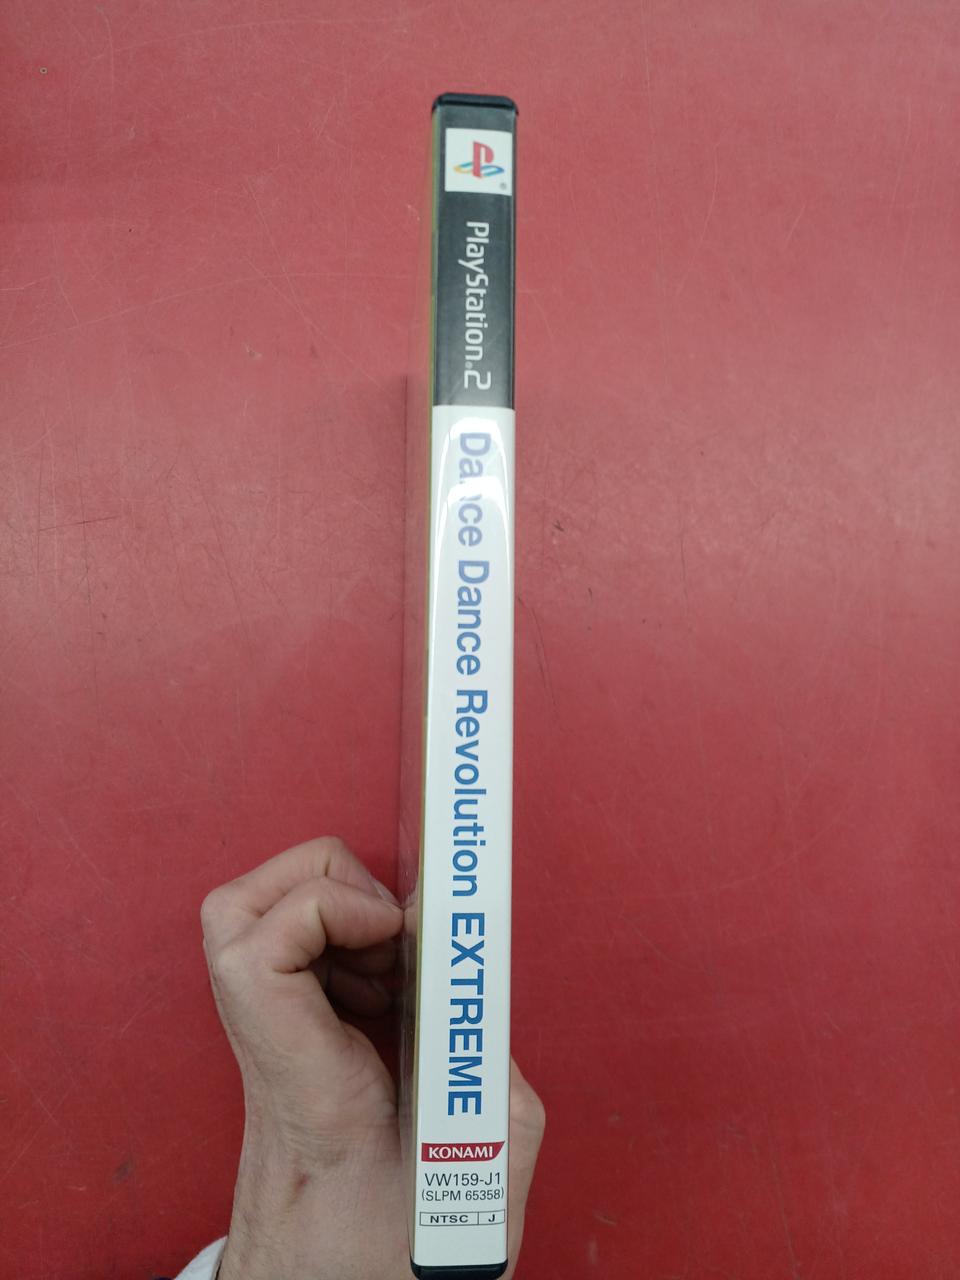 PlayStation®2
Dance Dance Revolution EXTREME
KONAMI
VW159-J1
(SLPM 65358)
NTSC J